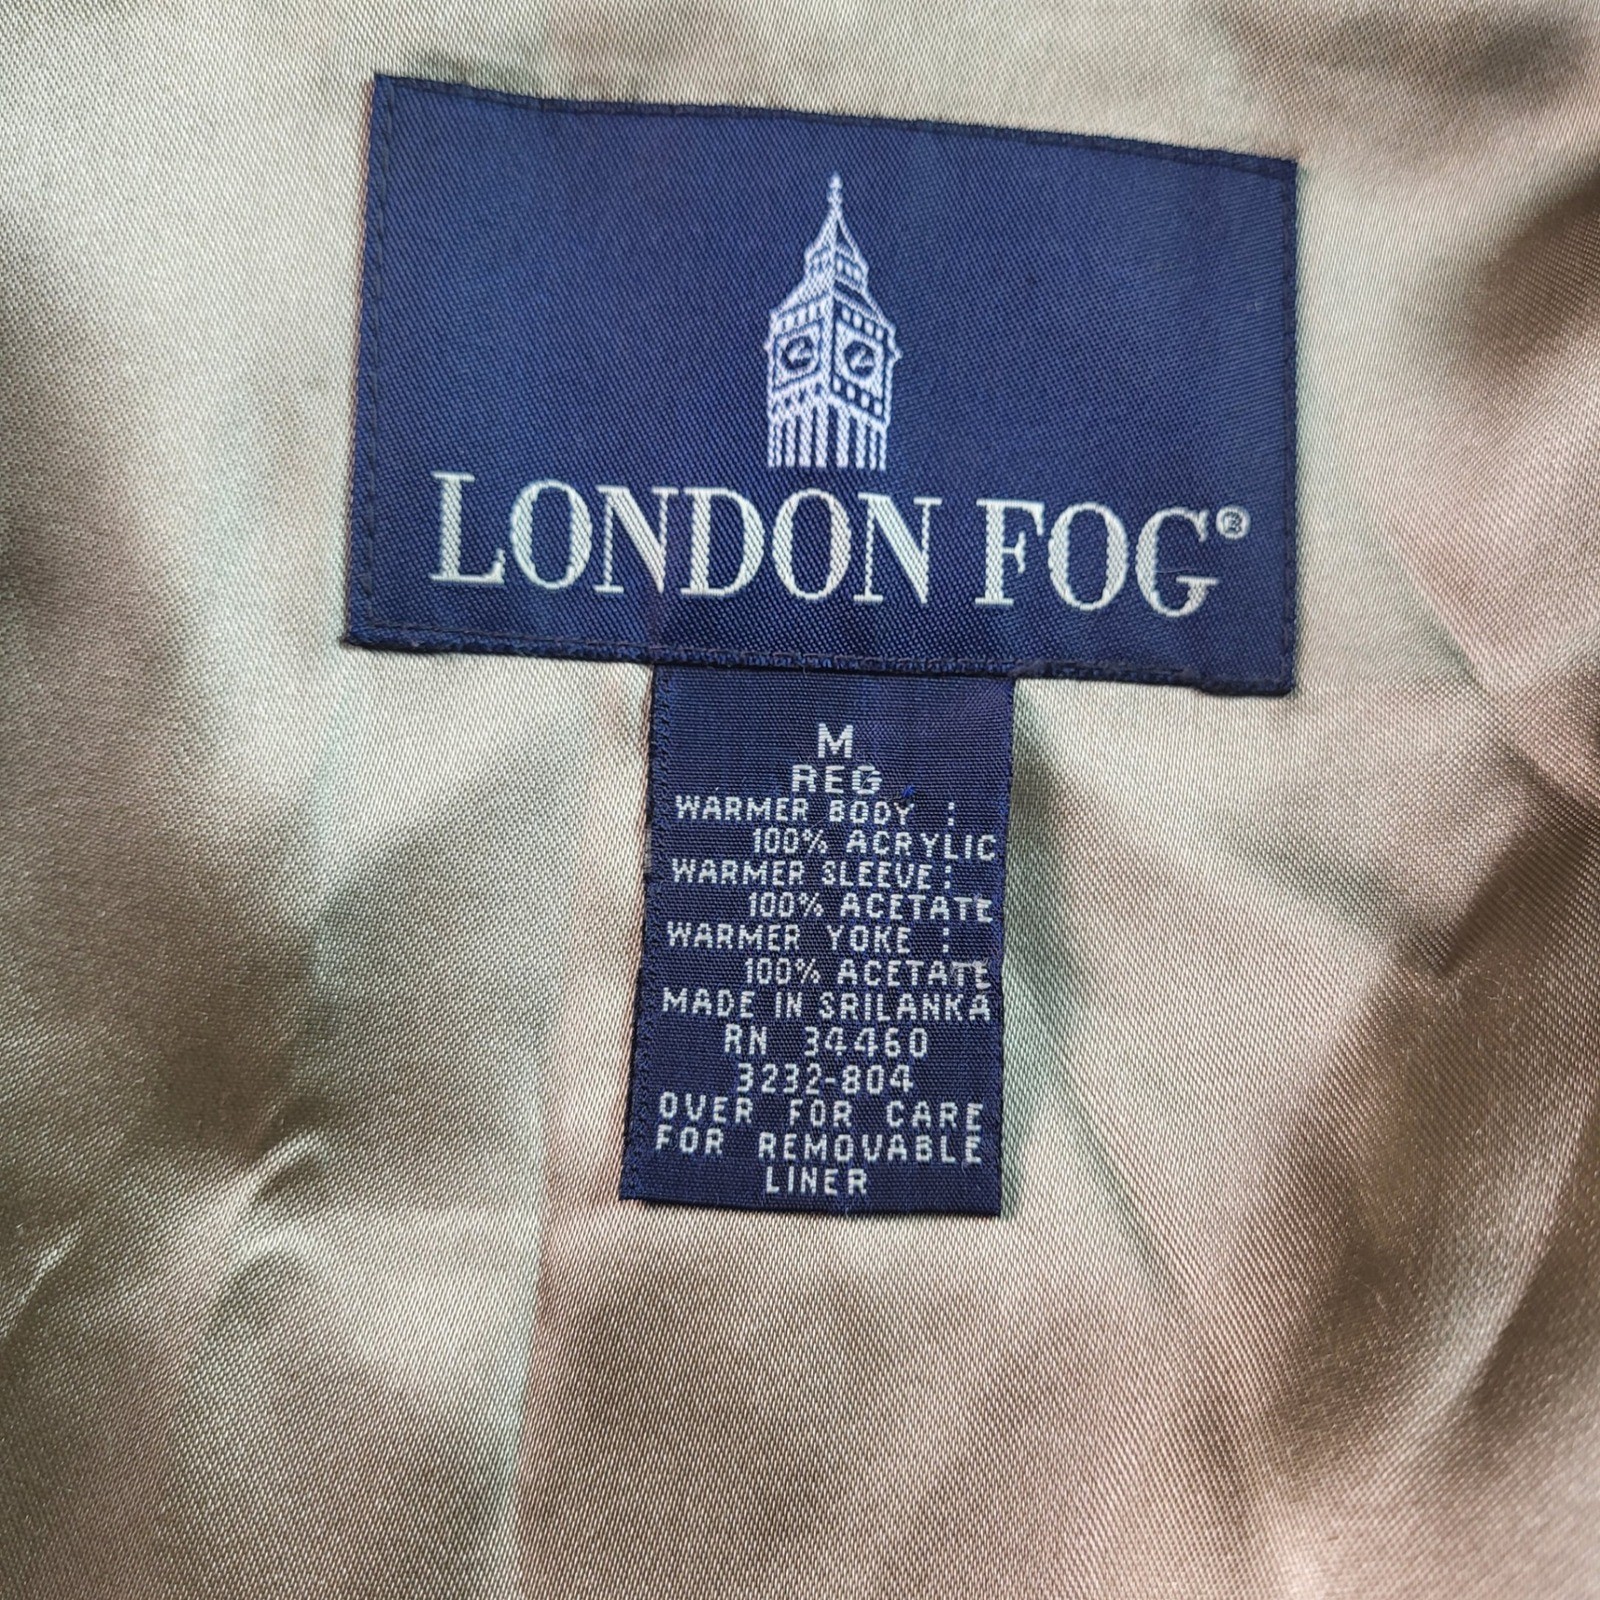 LONDON FOG®
M
REG
WARMER BODY :
100% ACRYLIC
WARMER SLEEVE:
100% ACETATE
WARMER YOKE :
100% ACETATE
MADE IN SRILANKA
RN 34460
3232-804
OVER FOR CARE
FOR REMOVABLE
LINER